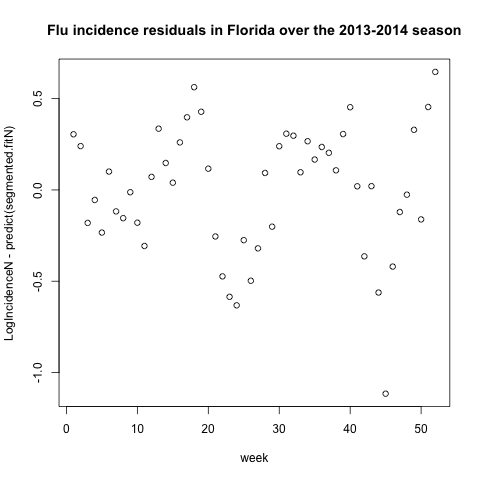 Flu incidence residuals in Florida over the 2013-2014 season
LogIncidenceN - predict(segmented.fitN)
0.5
0.0
-0.5
-1.0
0 10 20 30 40 50
week